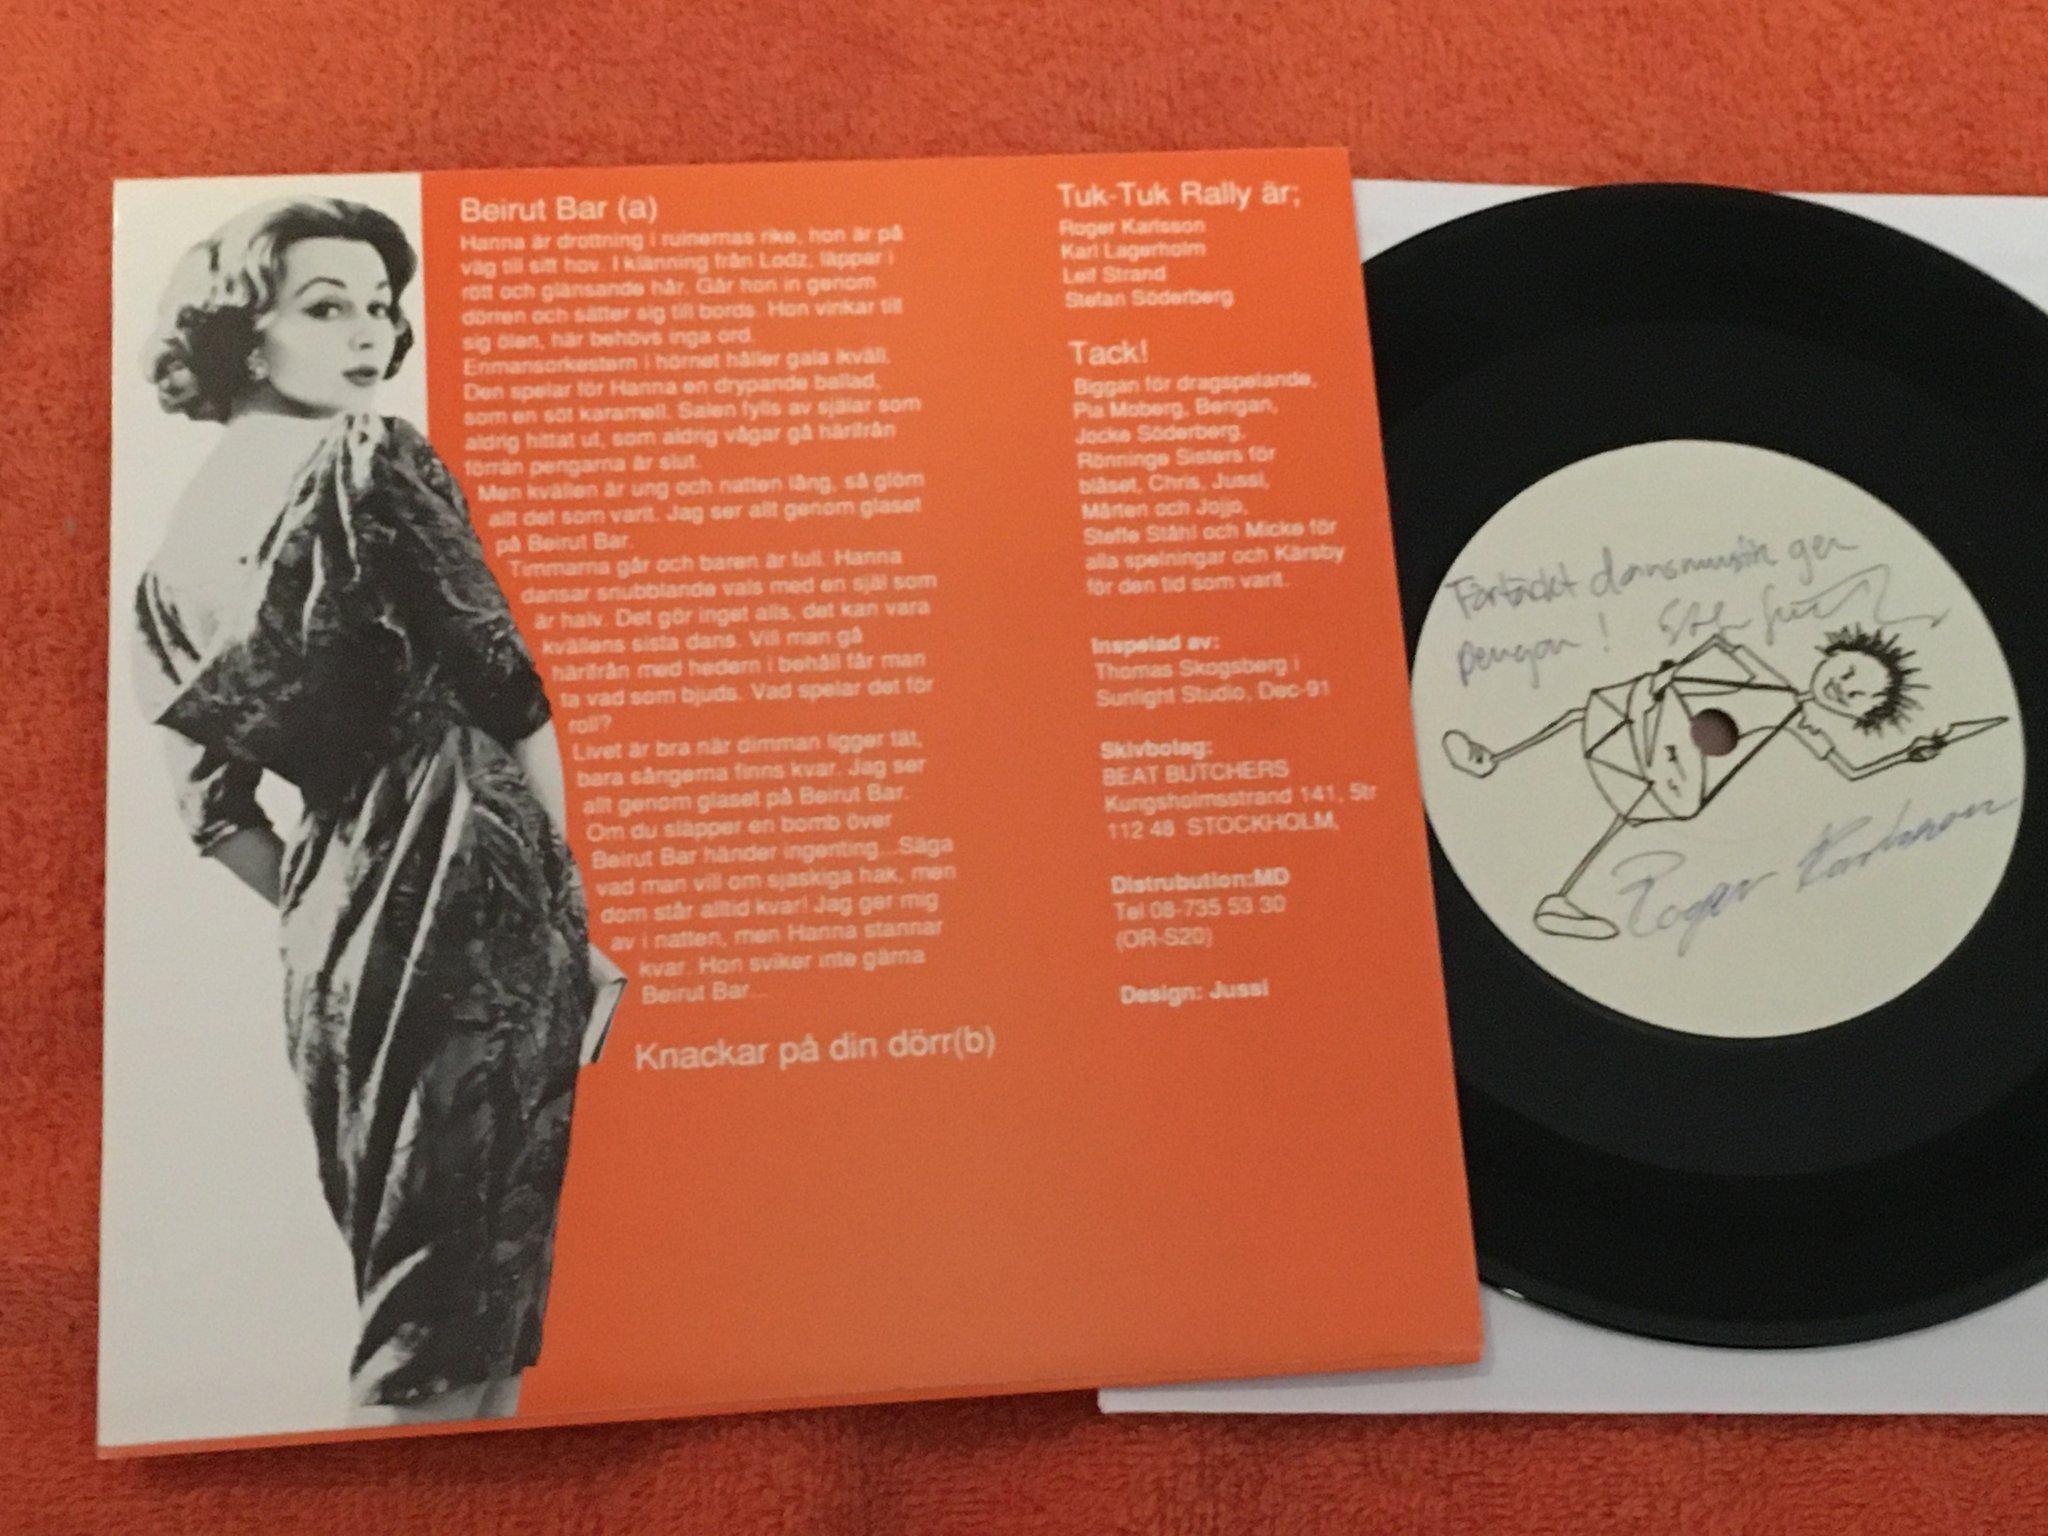 Beirut Bar (a)
Hanna är drottning i ruinernas rike, hon är på
väg till sitt hov. I klänning från Lodz, läppar i
rött och glänsande hår. Går hon in genom
dörren och sätter sig till bords. Hon vinkar till
sig ölen, här behövs inga ord.
Enmansorkestern i hörnet håller gala ikväll.
Den spelar för Hanna en drypande ballad,
som en söt karamell. Salen fylls av själar som
aldrig hittat ut, som aldrig vågar gå härifrån
förrän pengarna är slut.
Men kvällen är ung och natten lång, så glöm
allt det som varit. Jag ser allt genom glaset
på Beirut Bar.
Timmarna går och baren är full. Hanna
dansar snubblande vals med en själ som
är halv. Det gör inget alls, det kan vara
kvällens sista dans. Vill man gå
härifrån med hedern i behåll får man
ta vad som bjuds. Vad spelar det för
roll?
Livet är bra när dimman ligger tät,
bara sångerna finns kvar. Jag ser
allt genom glaset på Beirut Bar.
Om du släpper en bomb över
Beirut Bar händer ingenting...Säga
vad man vill om sjaskiga hak, men
dom står alltid kvar! Jag ger mig
av i natten, men Hanna stannar
kvar. Hon sviker inte gärna
Beirut Bar...
Knackar på din dörr(b)
Tuk-Tuk Rally är;
Roger Karlsson
Karl Lagerholm
Leif Strand
Stefan Söderberg
Tack!
Biggan för dragspelande,
Pia Moberg, Bengan,
Jocke Söderberg,
Rönninge Sisters för
blåset, Chris, Jussi,
Mårten och Jojjo,
Steffe Ståhl och Micke för
alla spelningar och Kärsby
för den tid som varit.
Inspelad av:
Thomas Skogsberg i
Sunlight Studio, Dec-91
Skivbolag:
BEAT BUTCHERS
Kungsholmsstrand 141, 5tr
112 48 STOCKHOLM,
Distrubution:MD
Tel 08-735 53 30
(OR-S20)
Design: Jussi
Förtäckt dansmusik ger
pengar!
Roger Karlsson